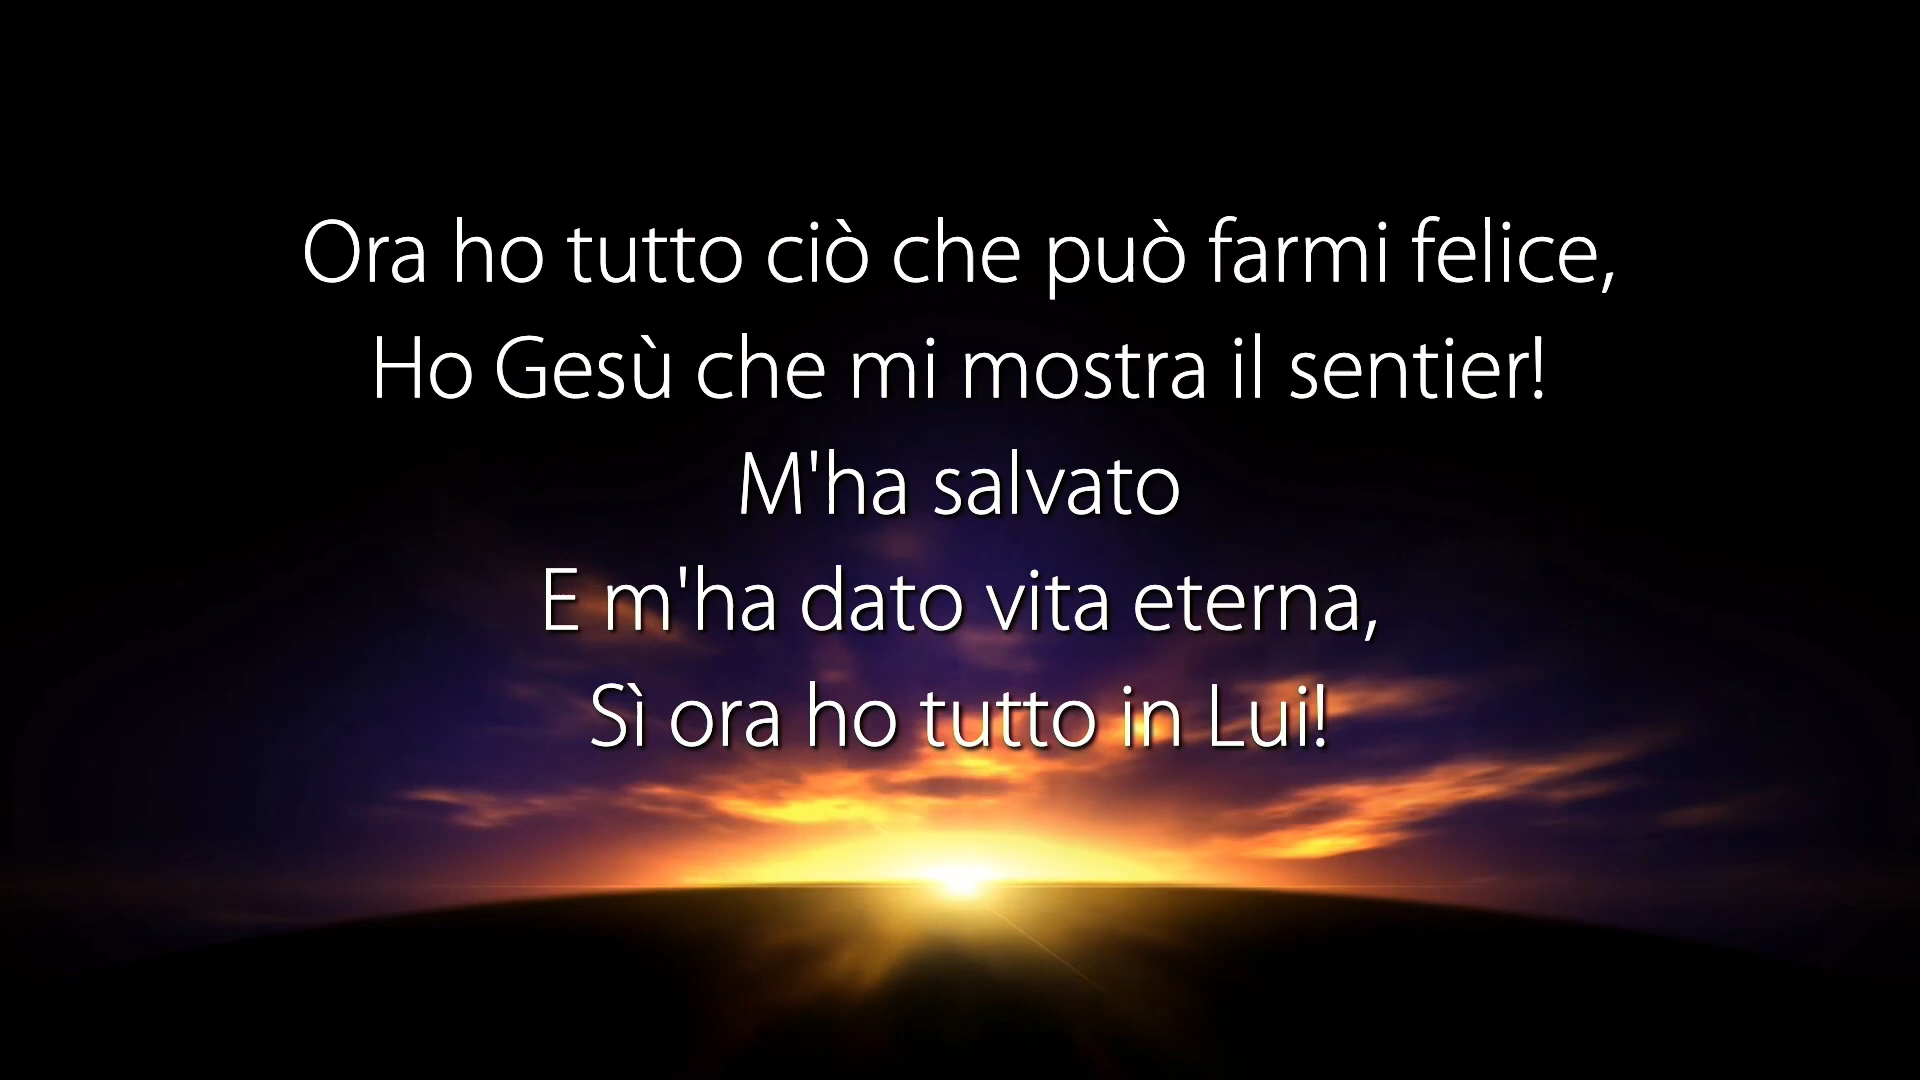 Ora ho tutto ciò che può farmi felice,
Ho Gesù che mi mostra il sentier!
M'ha salvato
E m'ha dato vita eterna,
Sì ora ho tutto in Lui!